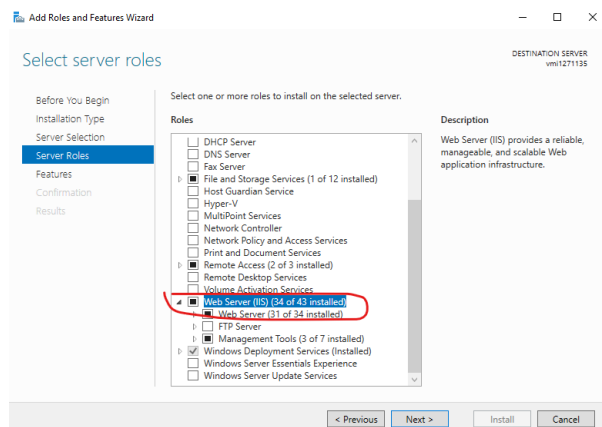 Add Roles and Features Wizard
Select server roles
DESTINATION SERVER
vmi1271135
Before You Begin
Installation Type
Server Selection
Server Roles
Features
Confirmation
Results
Select one or more roles to install on the selected server.
Roles
DHCP Server
DNS Server
Fax Server
File and Storage Services (1 of 12 installed)
Host Guardian Service
Hyper-V
MultiPoint Services
Network Controller
Network Policy and Access Services
Print and Document Services
Remote Access (2 of 3 installed)
Remote Desktop Services
Volume Activation Services
Web Server (IIS) (34 of 43 installed)
Web Server (31 of 34 installed)
FTP Server
Management Tools (3 of 7 installed)
Windows Deployment Services (Installed)
Windows Server Essentials Experience
Windows Server Update Services
Description
Web Server (IIS) provides a reliable,
manageable, and scalable Web
application infrastructure.
< Previous
Next >
Install
Cancel